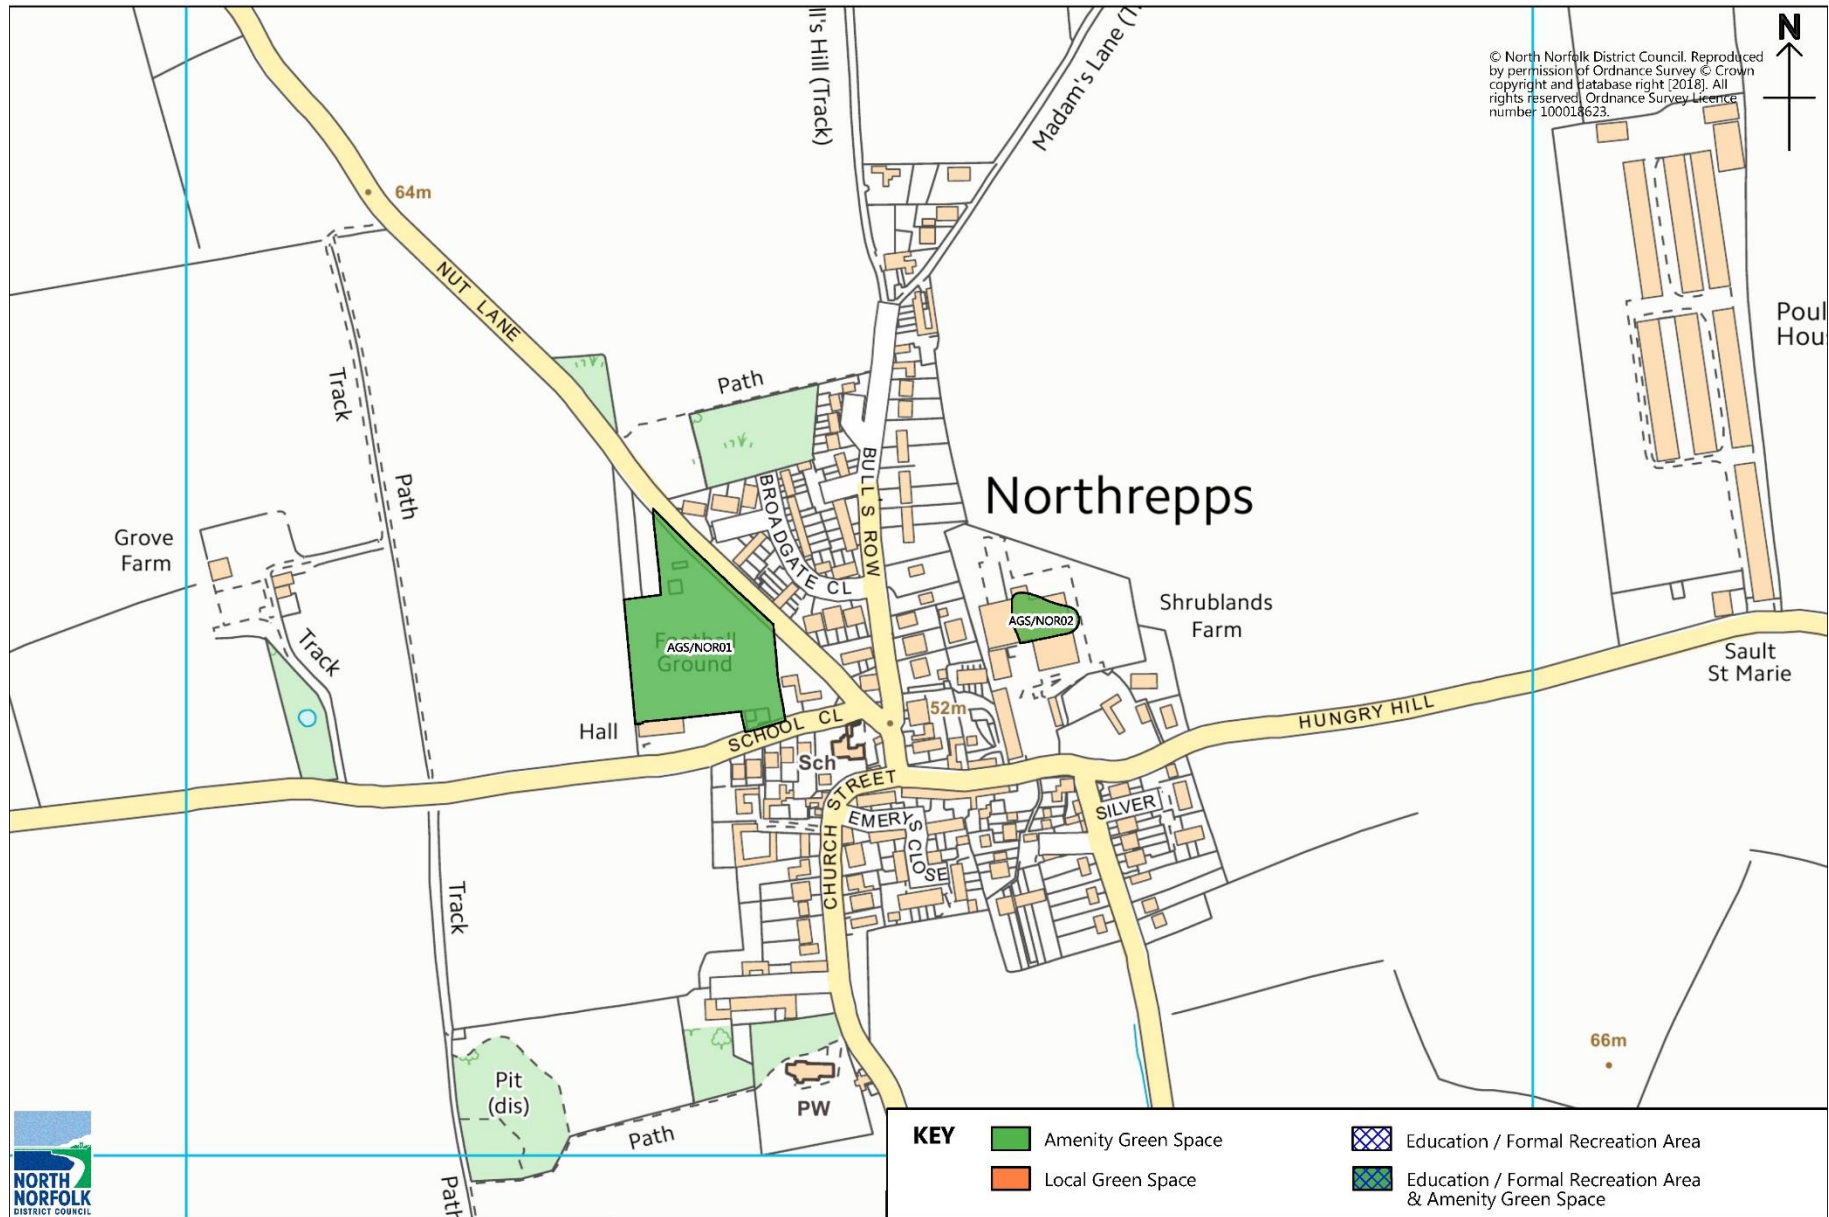 ll's Hill (Track)
Madam's Lane (T
N
© North Norfolk District Council. Reproduced
by permission of Ordnance Survey © Crown
copyright and database right [2018]. All
rights reserved. Ordnance Survey Licence
number 100018623.
64m
NUT LANE
Poul
Hou
Track
Path
Path
BULL'S ROW
Northrepps
BROADGATE CL
Grove
Farm
Shrublands
Farm
AGS/NOR02
Football
Ground
AGS/NOR01
Track
Sault
St Marie
52m
HUNGRY HILL
Hall
SCHOOL CL
Sch
CHURCH STREET
EMERY'S CLOSE
SILVER
Track
66m
Pit
(dis)
PW
Path
Path
NORTH
NORFOLK
DISTRICT COUNCIL
KEY
Amenity Green Space
Local Green Space
Education / Formal Recreation Area
Education / Formal Recreation Area
& Amenity Green Space